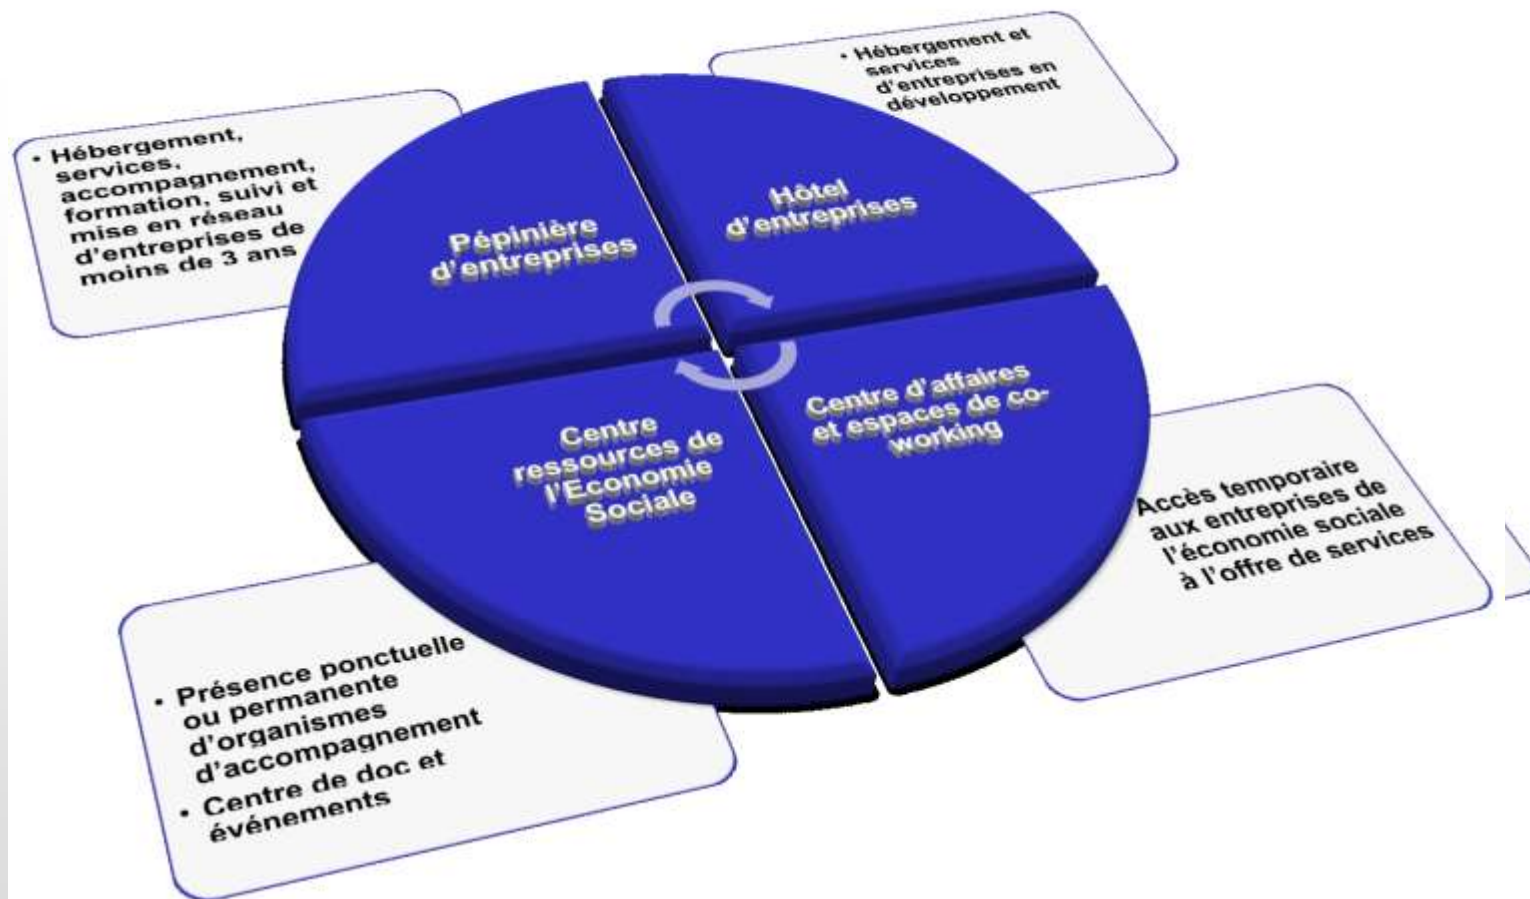 • Hébergement,
services,
accompagnement,
formation, suivi et
mise en réseau
d'entreprises de
moins de 3 ans
• Hébergement et
services
d'entreprises en
développement
Pépinière
d'entreprises
Hôtel
d'entreprises
Centre
ressources de
l'Economie
Sociale
Centre d'affaires
et espaces de co-
working
Accès temporaire
aux entreprises de
l'économie sociale
à l'offre de services
• Présence ponctuelle
ou permanente
d'organismes
d'accompagnement
• Centre de doc et
événements